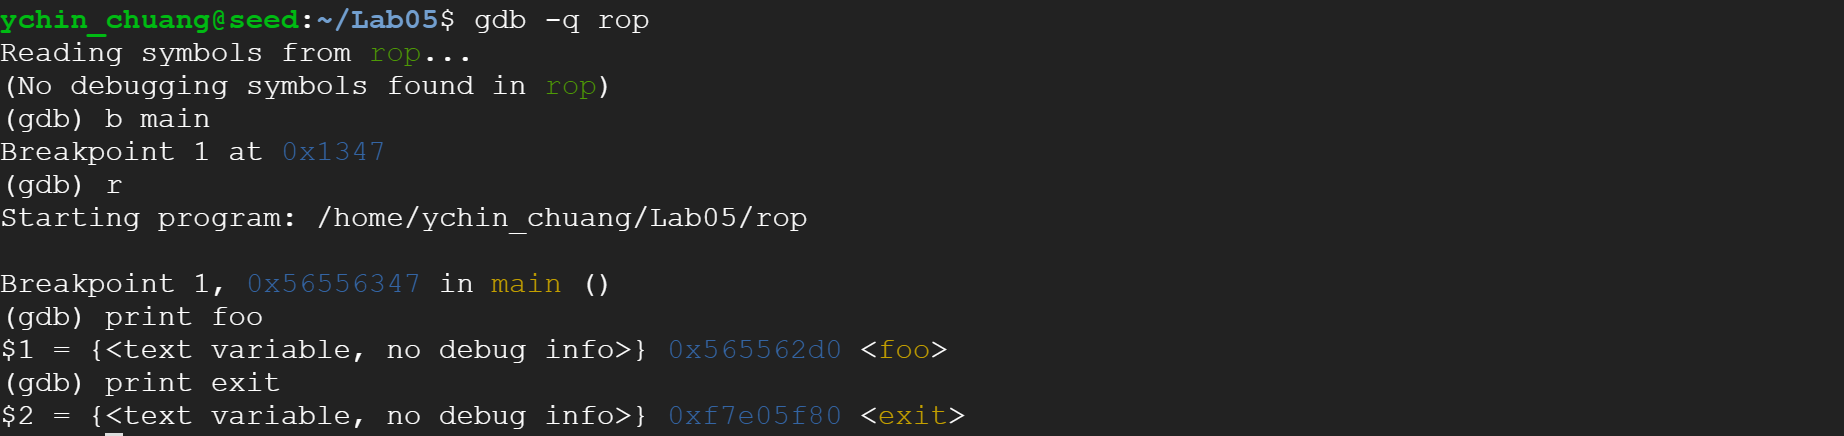 ychin_chuang@seed:~/Lab05$ gdb -q rop
Reading symbols from rop...
(No debugging symbols found in rop)
(gdb) b main
Breakpoint 1 at 0x1347
(gdb) r
Starting program: /home/ychin_chuang/Lab05/rop
Breakpoint 1, 0x56556347 in main ()
(gdb) print foo
$1 = {<text variable, no debug info>} 0x565562d0 <foo>
(gdb) print exit
$2 = {<text variable, no debug info>} 0xf7e05f80 <exit>